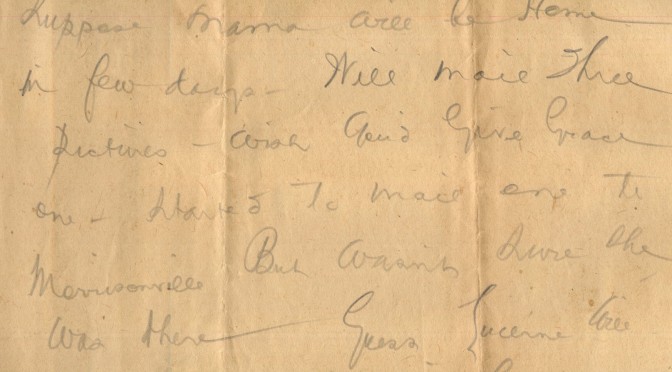 Suppose Mama will be Home
in few days - Will mail Three
pictures - wish You'd Give Grace
one - started To mail one to
Morrisonville But wasn't sure she
was there Guess Lucerne will